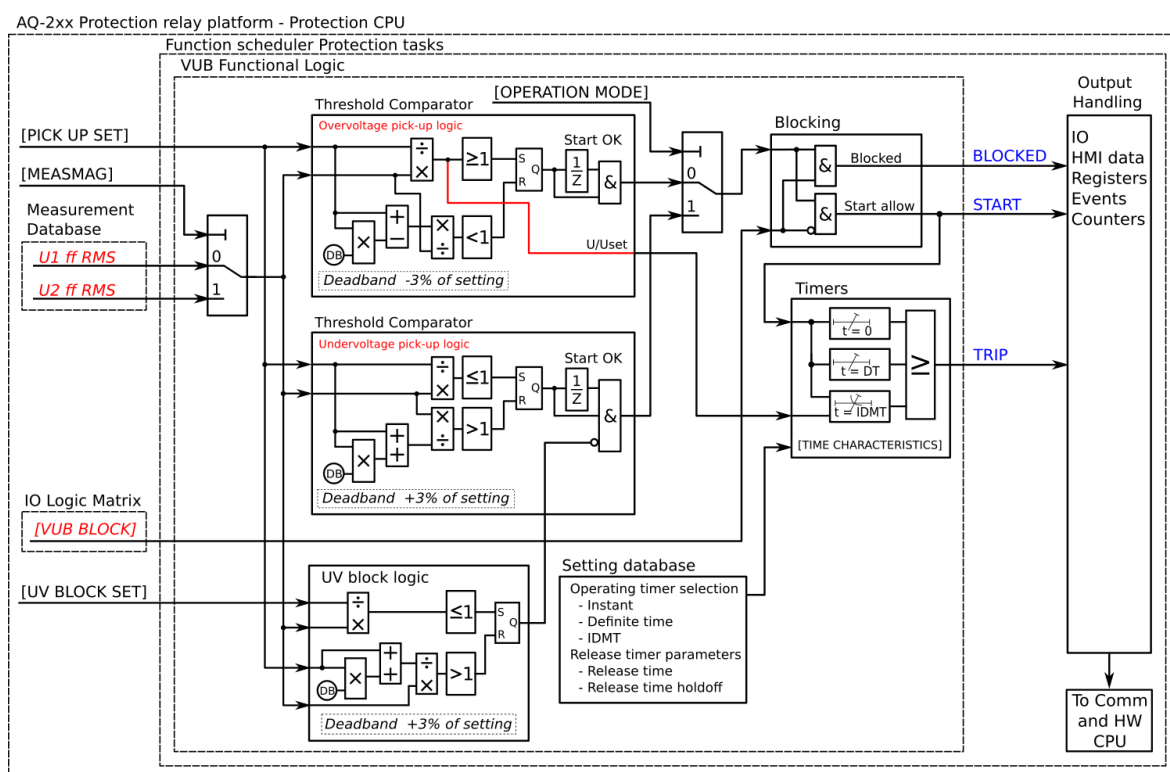 AQ-2xx Protection relay platform - Protection CPU
Function scheduler Protection tasks
VUB Functional Logic
[OPERATION MODE]
Output
Handling
Threshold Comparator
Overvoltage pick-up logic
[PICK UP SET]
÷
×
≥1
S
R
Q
Start OK
1
Z
&
DB
×
+
−
×
÷
<1
U/Uset
Deadband -3% of setting
[MEASMAG]
Measurement
Database
U1 ff RMS
U2 ff RMS
0
1
0
1
Blocking
&
Blocked
&
Start allow
BLOCKED
START
IO
HMI data
Registers
Events
Counters
Threshold Comparator
Undervoltage pick-up logic
÷
×
≤1
S
R
Q
Start OK
1
Z
&
DB
×
+
+
×
÷
>1
Deadband +3% of setting
Timers
t = 0
t = DT
t = IDMT
≥
[TIME CHARACTERISTICS]
TRIP
IO Logic Matrix
[VUB BLOCK]
[UV BLOCK SET]
UV block logic
÷
×
≤1
S
R
Q
DB
×
+
+
÷
×
>1
Deadband +3% of setting
Setting database
Operating timer selection
- Instant
- Definite time
- IDMT
Release timer parameters
- Release time
- Release time holdoff
To Comm
and HW
CPU